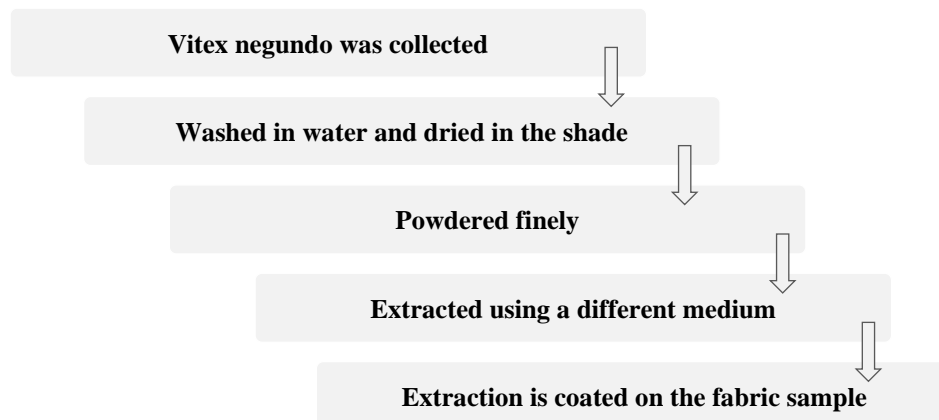 Vitex negundo was collected
Washed in water and dried in the shade
Powdered finely
Extracted using a different medium
Extraction is coated on the fabric sample